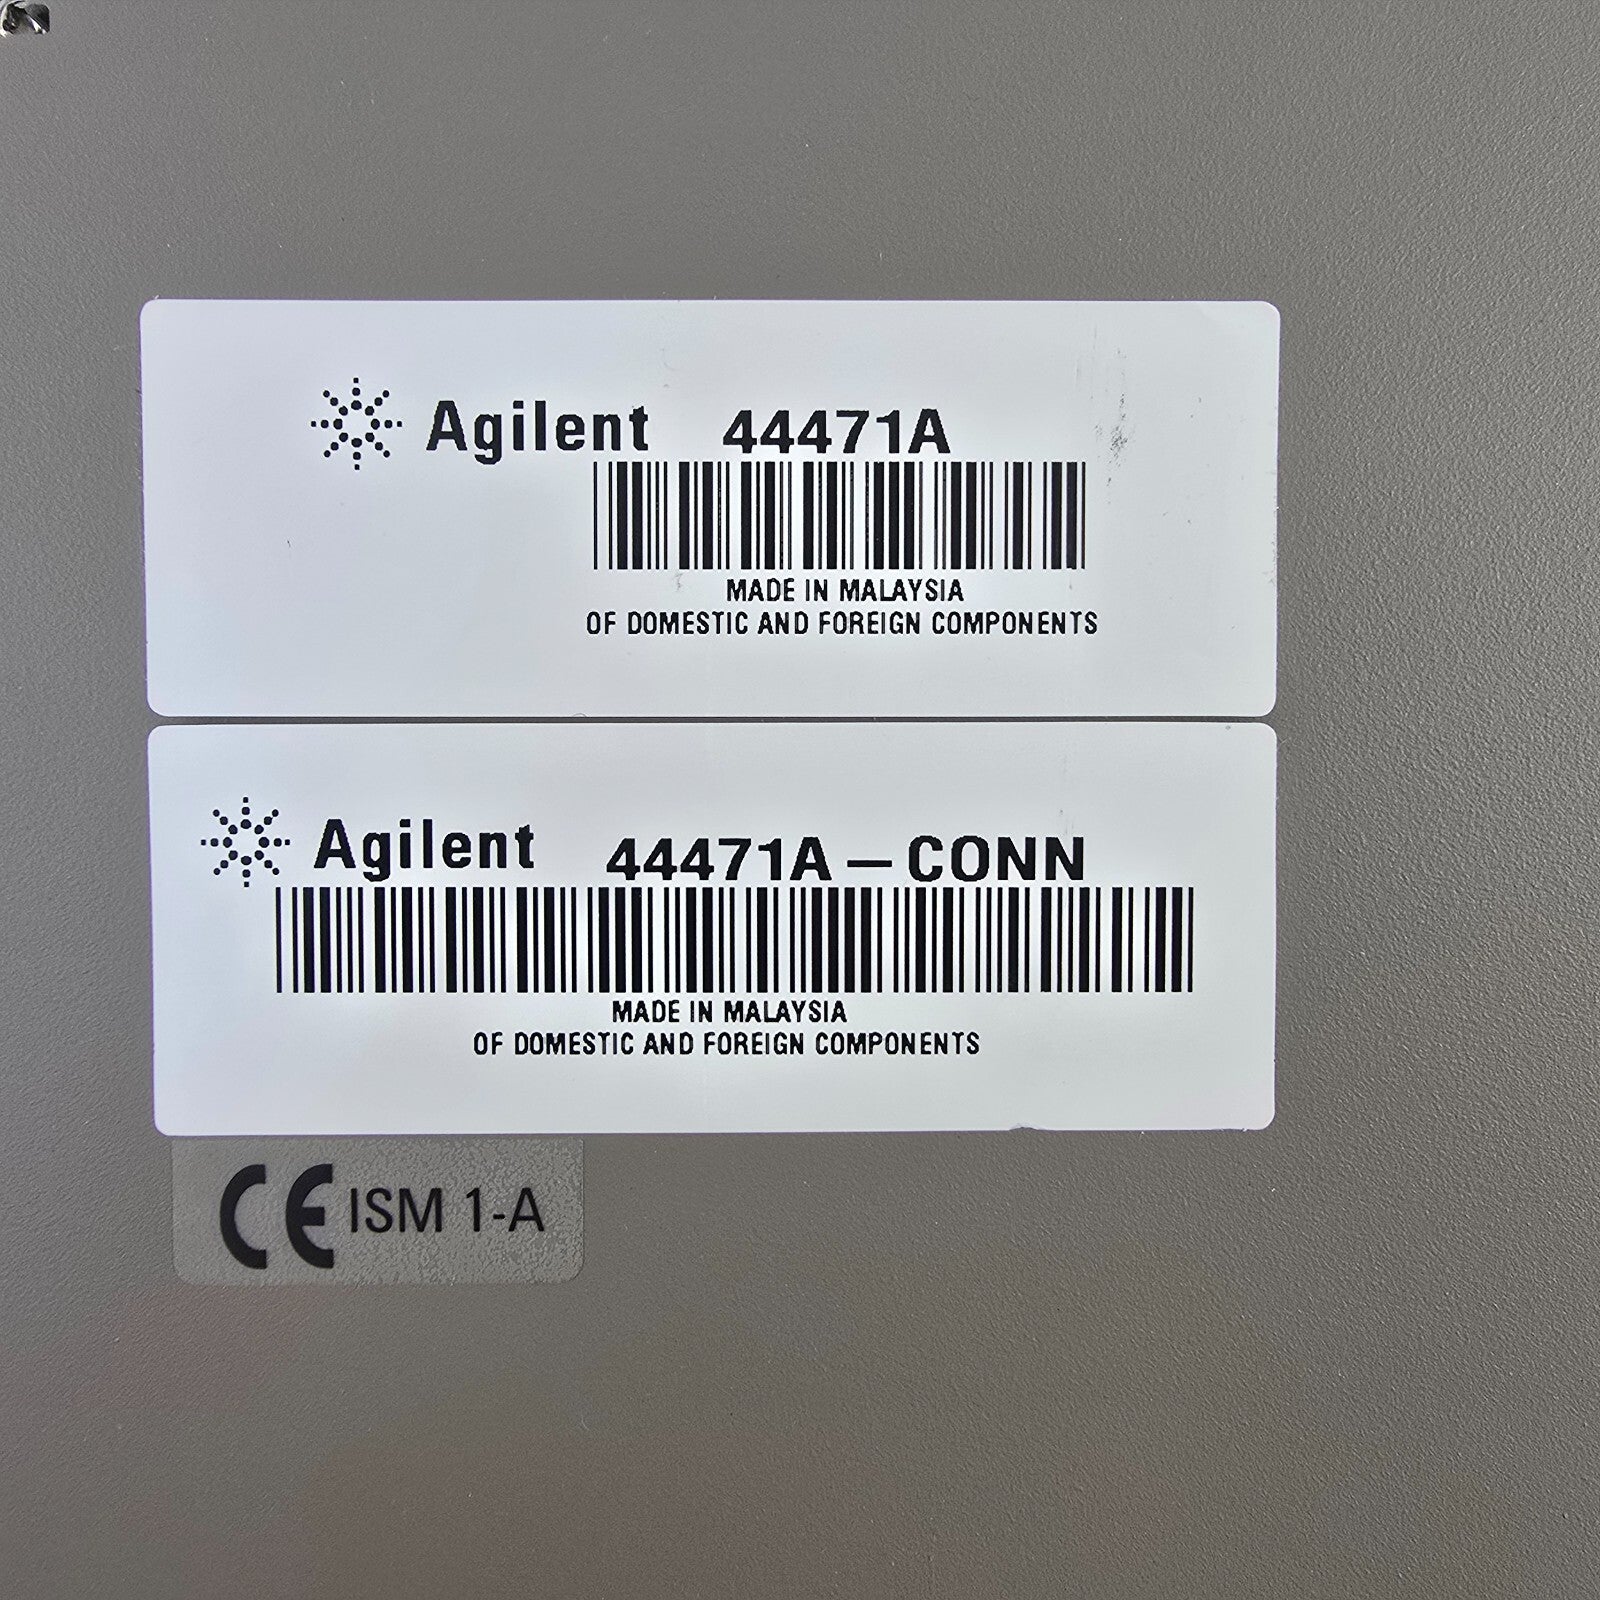 Agilent 44471A
MADE IN MALAYSIA
OF DOMESTIC AND FOREIGN COMPONENTS
Agilent 44471A-CONN
MADE IN MALAYSIA
OF DOMESTIC AND FOREIGN COMPONENTS
CE ISM 1-A